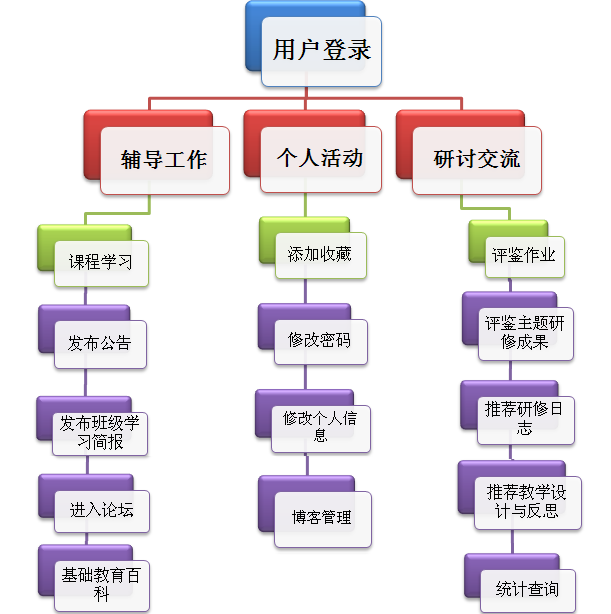 用户登录
辅导工作
个人活动
研讨交流
课程学习
发布公告
发布班级学
习简报
进入论坛
基础教育百
科
添加收藏
修改密码
修改个人信
息
博客管理
评鉴作业
评鉴主题研
修成果
推荐研修日
志
推荐教学设
计与反思
统计查询